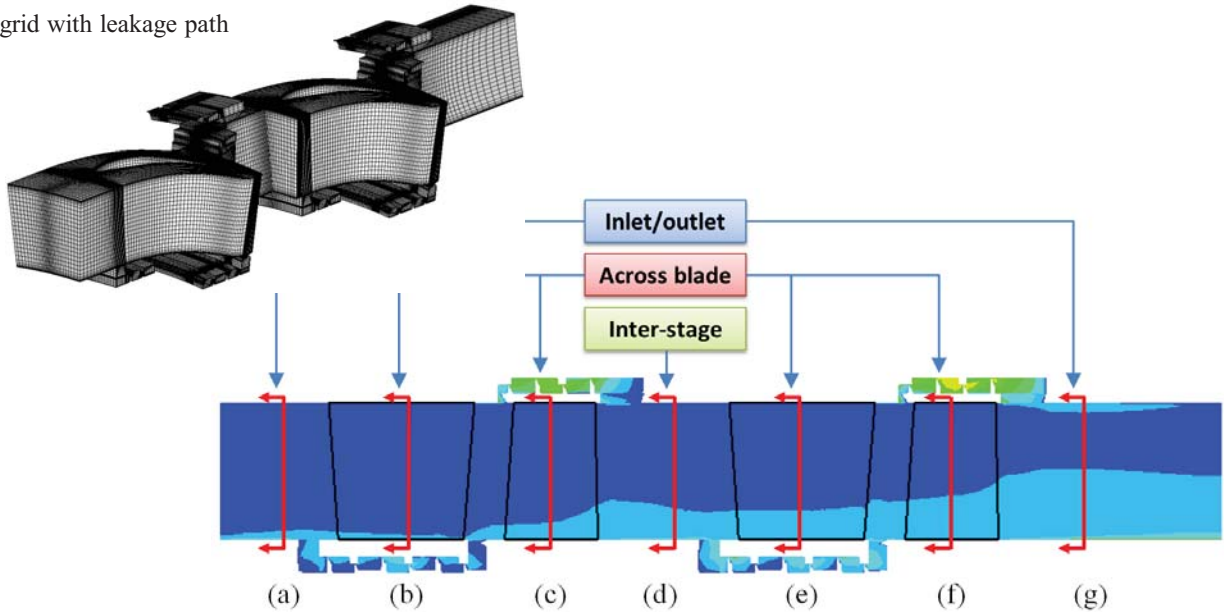 grid with leakage path
Inlet/outlet
Across blade
Inter-stage
(a) (b) (c) (d) (e) (f) (g)